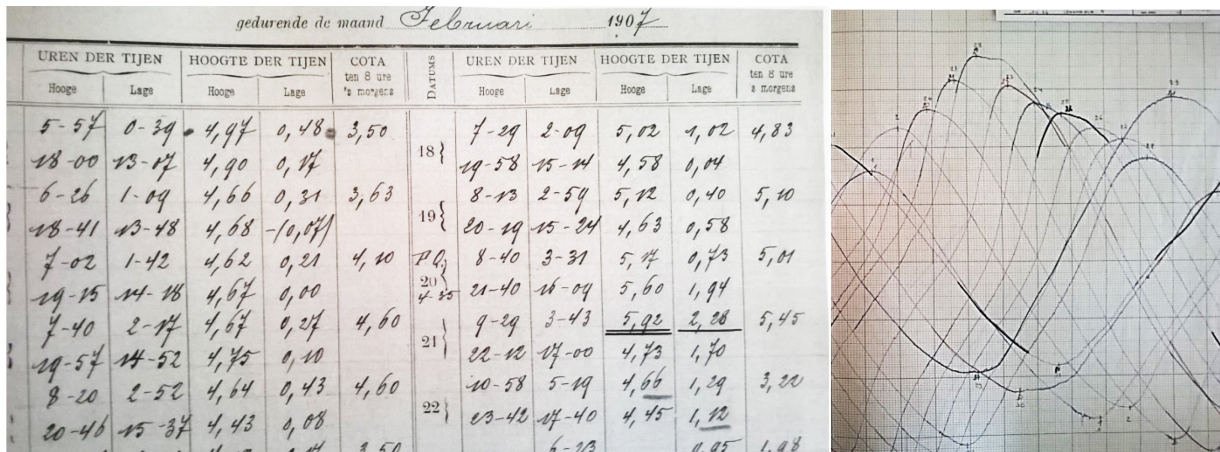 gedurende de maand Februari 1907
UREN DER TIJEN HOOGTE DER TIJEN COTA ten 8 ure 's morgens DATUMS UREN DER TIJEN HOOGTE DER TIJEN COTA ten 8 ure 's morgens
Hooge Lage Hooge Lage Hooge Lage Hooge Lage
5-57 0-39 4,97 0,48 3,50 7-29 2-09 5,02 1,02 4,83
18-00 13-07 4,90 0,17 18 19-58 15-14 4,58 0,04
6-26 1-09 4,66 0,31 3,63 8-13 2-59 5,12 0,40 5,10
18-41 13-48 4,68 -(0,07) 19 20-19 15-24 4,63 0,58
7-02 1-42 4,62 0,21 4,10 P.Q. 8-40 3-31 5,17 0,73 5,01
19-15 14-18 4,67 0,00 20 21-40 16-09 5,60 1,94
7-40 2-17 4,67 0,27 4,60 9-29 3-43 5,92 2,28 5,45
19-57 14-52 4,75 0,10 21 22-12 17-00 4,73 1,70
8-20 2-52 4,64 0,43 4,60 10-58 5-19 4,66 1,29 3,22
20-46 15-37 4,43 0,08 22 23-42 17-40 4,45 1,12
3,50 6-23 0,95 1,98